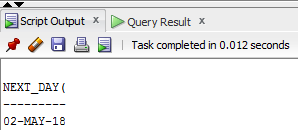 Script Output x Query Result x
Task completed in 0.012 seconds
NEXT_DAY(
---------
02-MAY-18